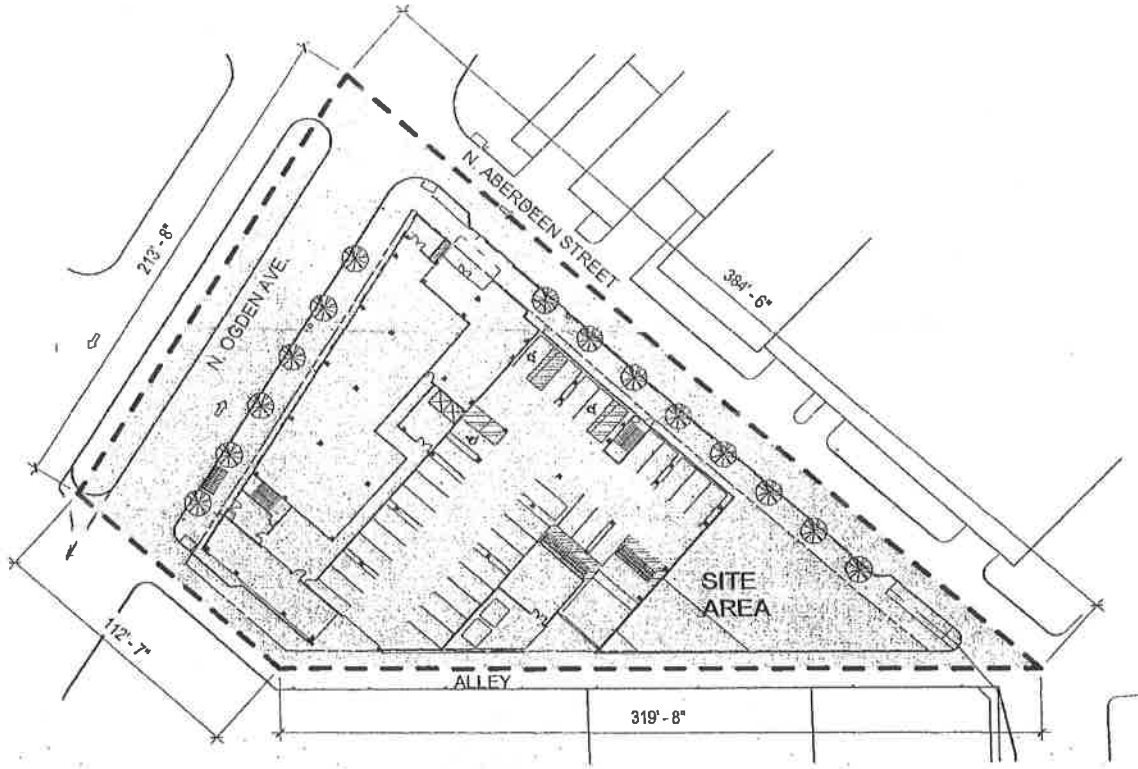 213' - 8"
N. OGDEN AVE.
N. ABERDEEN STREET
384' - 6"
SITE
AREA
112' - 7"
ALLEY
319' - 8"